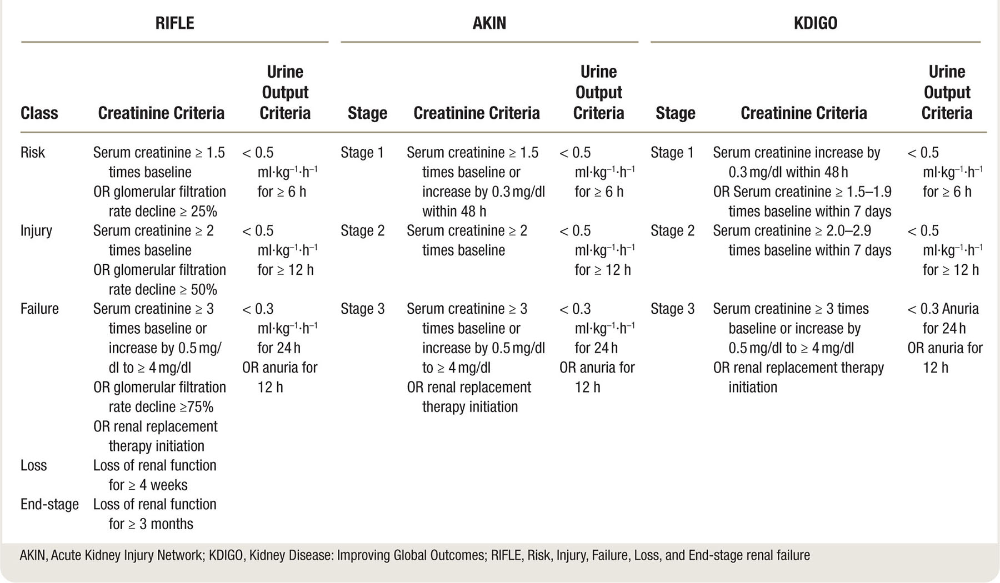 RIFLE
AKIN
KDIGO
Class
Creatinine Criteria
Urine
Output
Criteria
Stage
Creatinine Criteria
Urine
Output
Criteria
Stage
Creatinine Criteria
Urine
Output
Criteria
Risk
Serum creatinine ≥ 1.5
times baseline
OR glomerular filtration
rate decline ≥ 25%
< 0.5
ml·kg⁻¹·h⁻¹
for ≥ 6 h
Stage 1
Serum creatinine ≥ 1.5
times baseline or
increase by 0.3 mg/dl
within 48 h
< 0.5
ml·kg⁻¹·h⁻¹
for ≥ 6 h
Stage 1
Serum creatinine increase by
0.3 mg/dl within 48 h
OR Serum creatinine ≥ 1.5–1.9
times baseline within 7 days
< 0.5
ml·kg⁻¹·h⁻¹
for ≥ 6 h
Injury
Serum creatinine ≥ 2
times baseline
OR glomerular filtration
rate decline ≥ 50%
< 0.5
ml·kg⁻¹·h⁻¹
for ≥ 12 h
Stage 2
Serum creatinine ≥ 2
times baseline
< 0.5
ml·kg⁻¹·h⁻¹
for ≥ 12 h
Stage 2
Serum creatinine ≥ 2.0–2.9
times baseline within 7 days
< 0.5
ml·kg⁻¹·h⁻¹
for ≥ 12 h
Failure
Serum creatinine ≥ 3
times baseline or
increase by 0.5 mg/
dl to ≥ 4 mg/dl
OR glomerular filtration
rate decline ≥75%
OR renal replacement
therapy initiation
< 0.3
ml·kg⁻¹·h⁻¹
for 24 h
OR anuria for
12 h
Stage 3
Serum creatinine ≥ 3
times baseline or
increase by 0.5 mg/dl
to ≥ 4 mg/dl
OR renal replacement
therapy initiation
< 0.3
ml·kg⁻¹·h⁻¹
for 24 h
OR anuria for
12 h
Stage 3
Serum creatinine ≥ 3 times
baseline or increase by
0.5 mg/dl to ≥ 4 mg/dl
OR renal replacement therapy
initiation
< 0.3 Anuria
for 24 h
OR anuria for
12 h
Loss
Loss of renal function
for ≥ 4 weeks
End-stage
Loss of renal function
for ≥ 3 months
AKIN, Acute Kidney Injury Network; KDIGO, Kidney Disease: Improving Global Outcomes; RIFLE, Risk, Injury, Failure, Loss, and End-stage renal failure